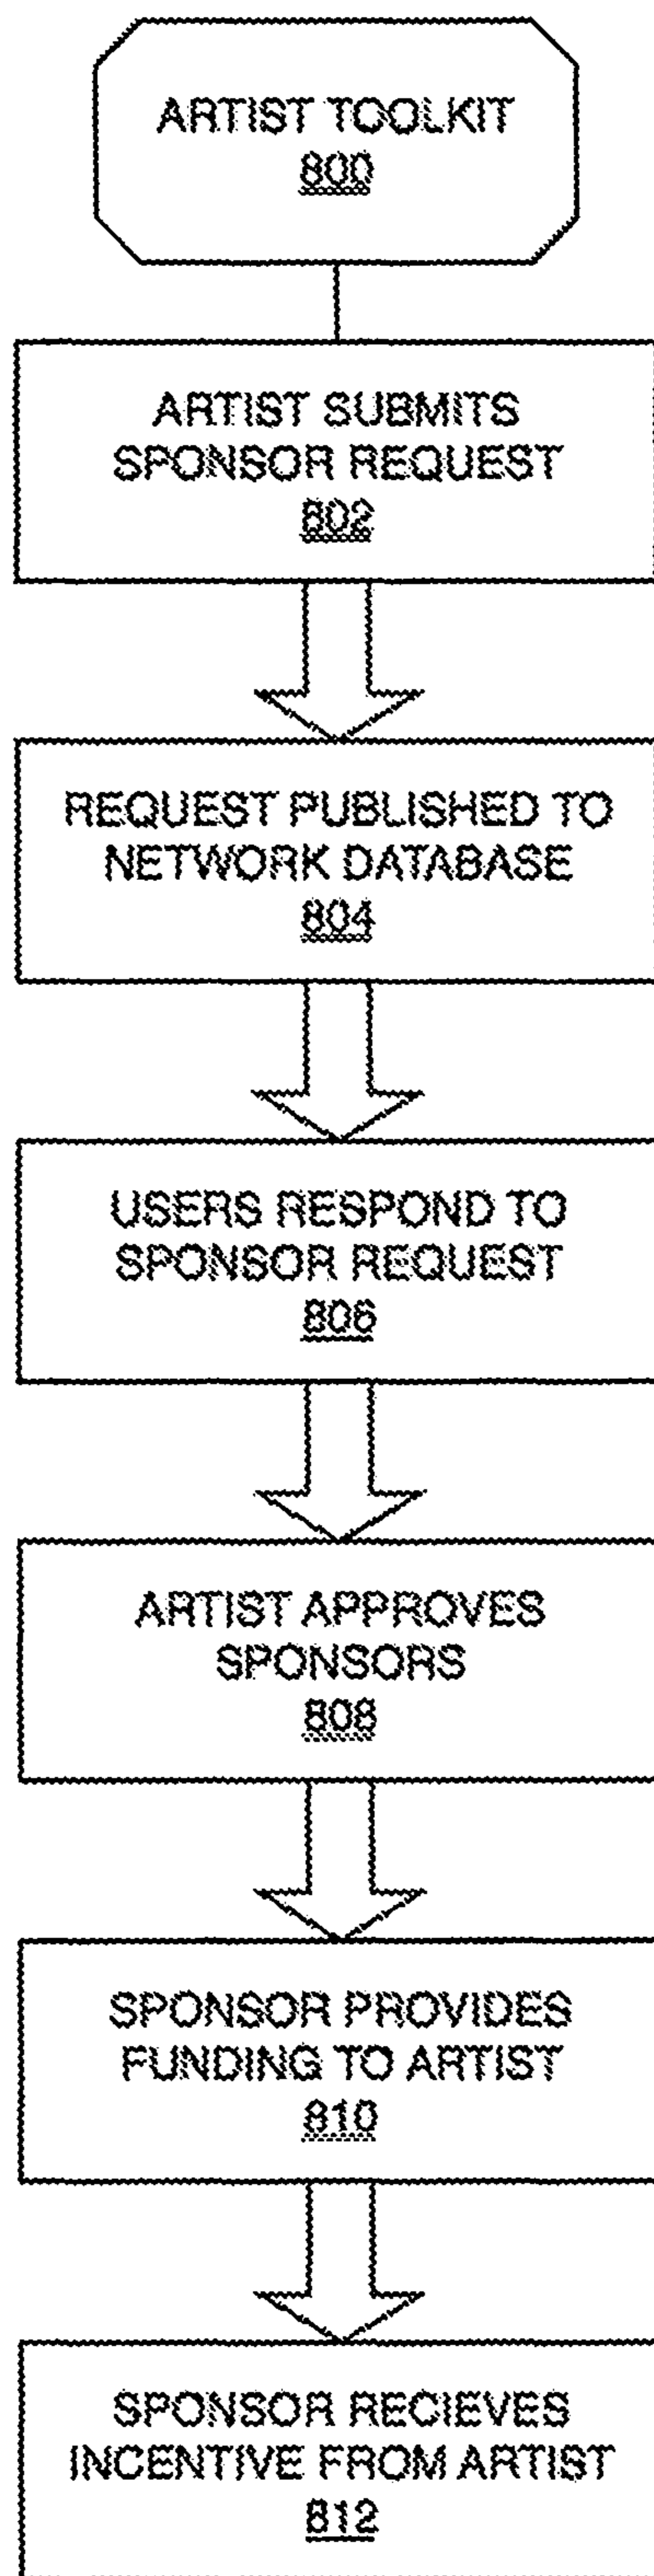 ARTIST TOOLKIT
800
ARTIST SUBMITS
SPONSOR REQUEST
802
REQUEST PUBLISHED TO
NETWORK DATABASE
804
USERS RESPOND TO
SPONSOR REQUEST
806
ARTIST APPROVES
SPONSORS
808
SPONSOR PROVIDES
FUNDING TO ARTIST
810
SPONSOR RECIEVES
INCENTIVE FROM ARTIST
812